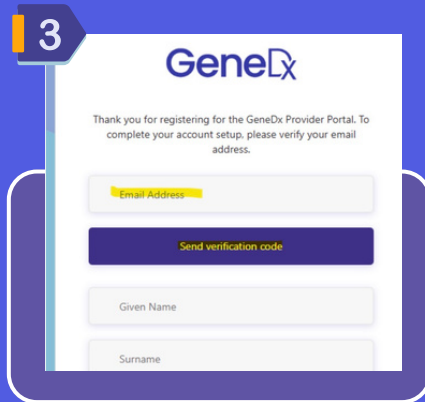 3
GeneDx
Thank you for registering for the GeneDx Provider Portal. To
complete your account setup, please verify your email
address.
Email Address
Send verification code
Given Name
Surname